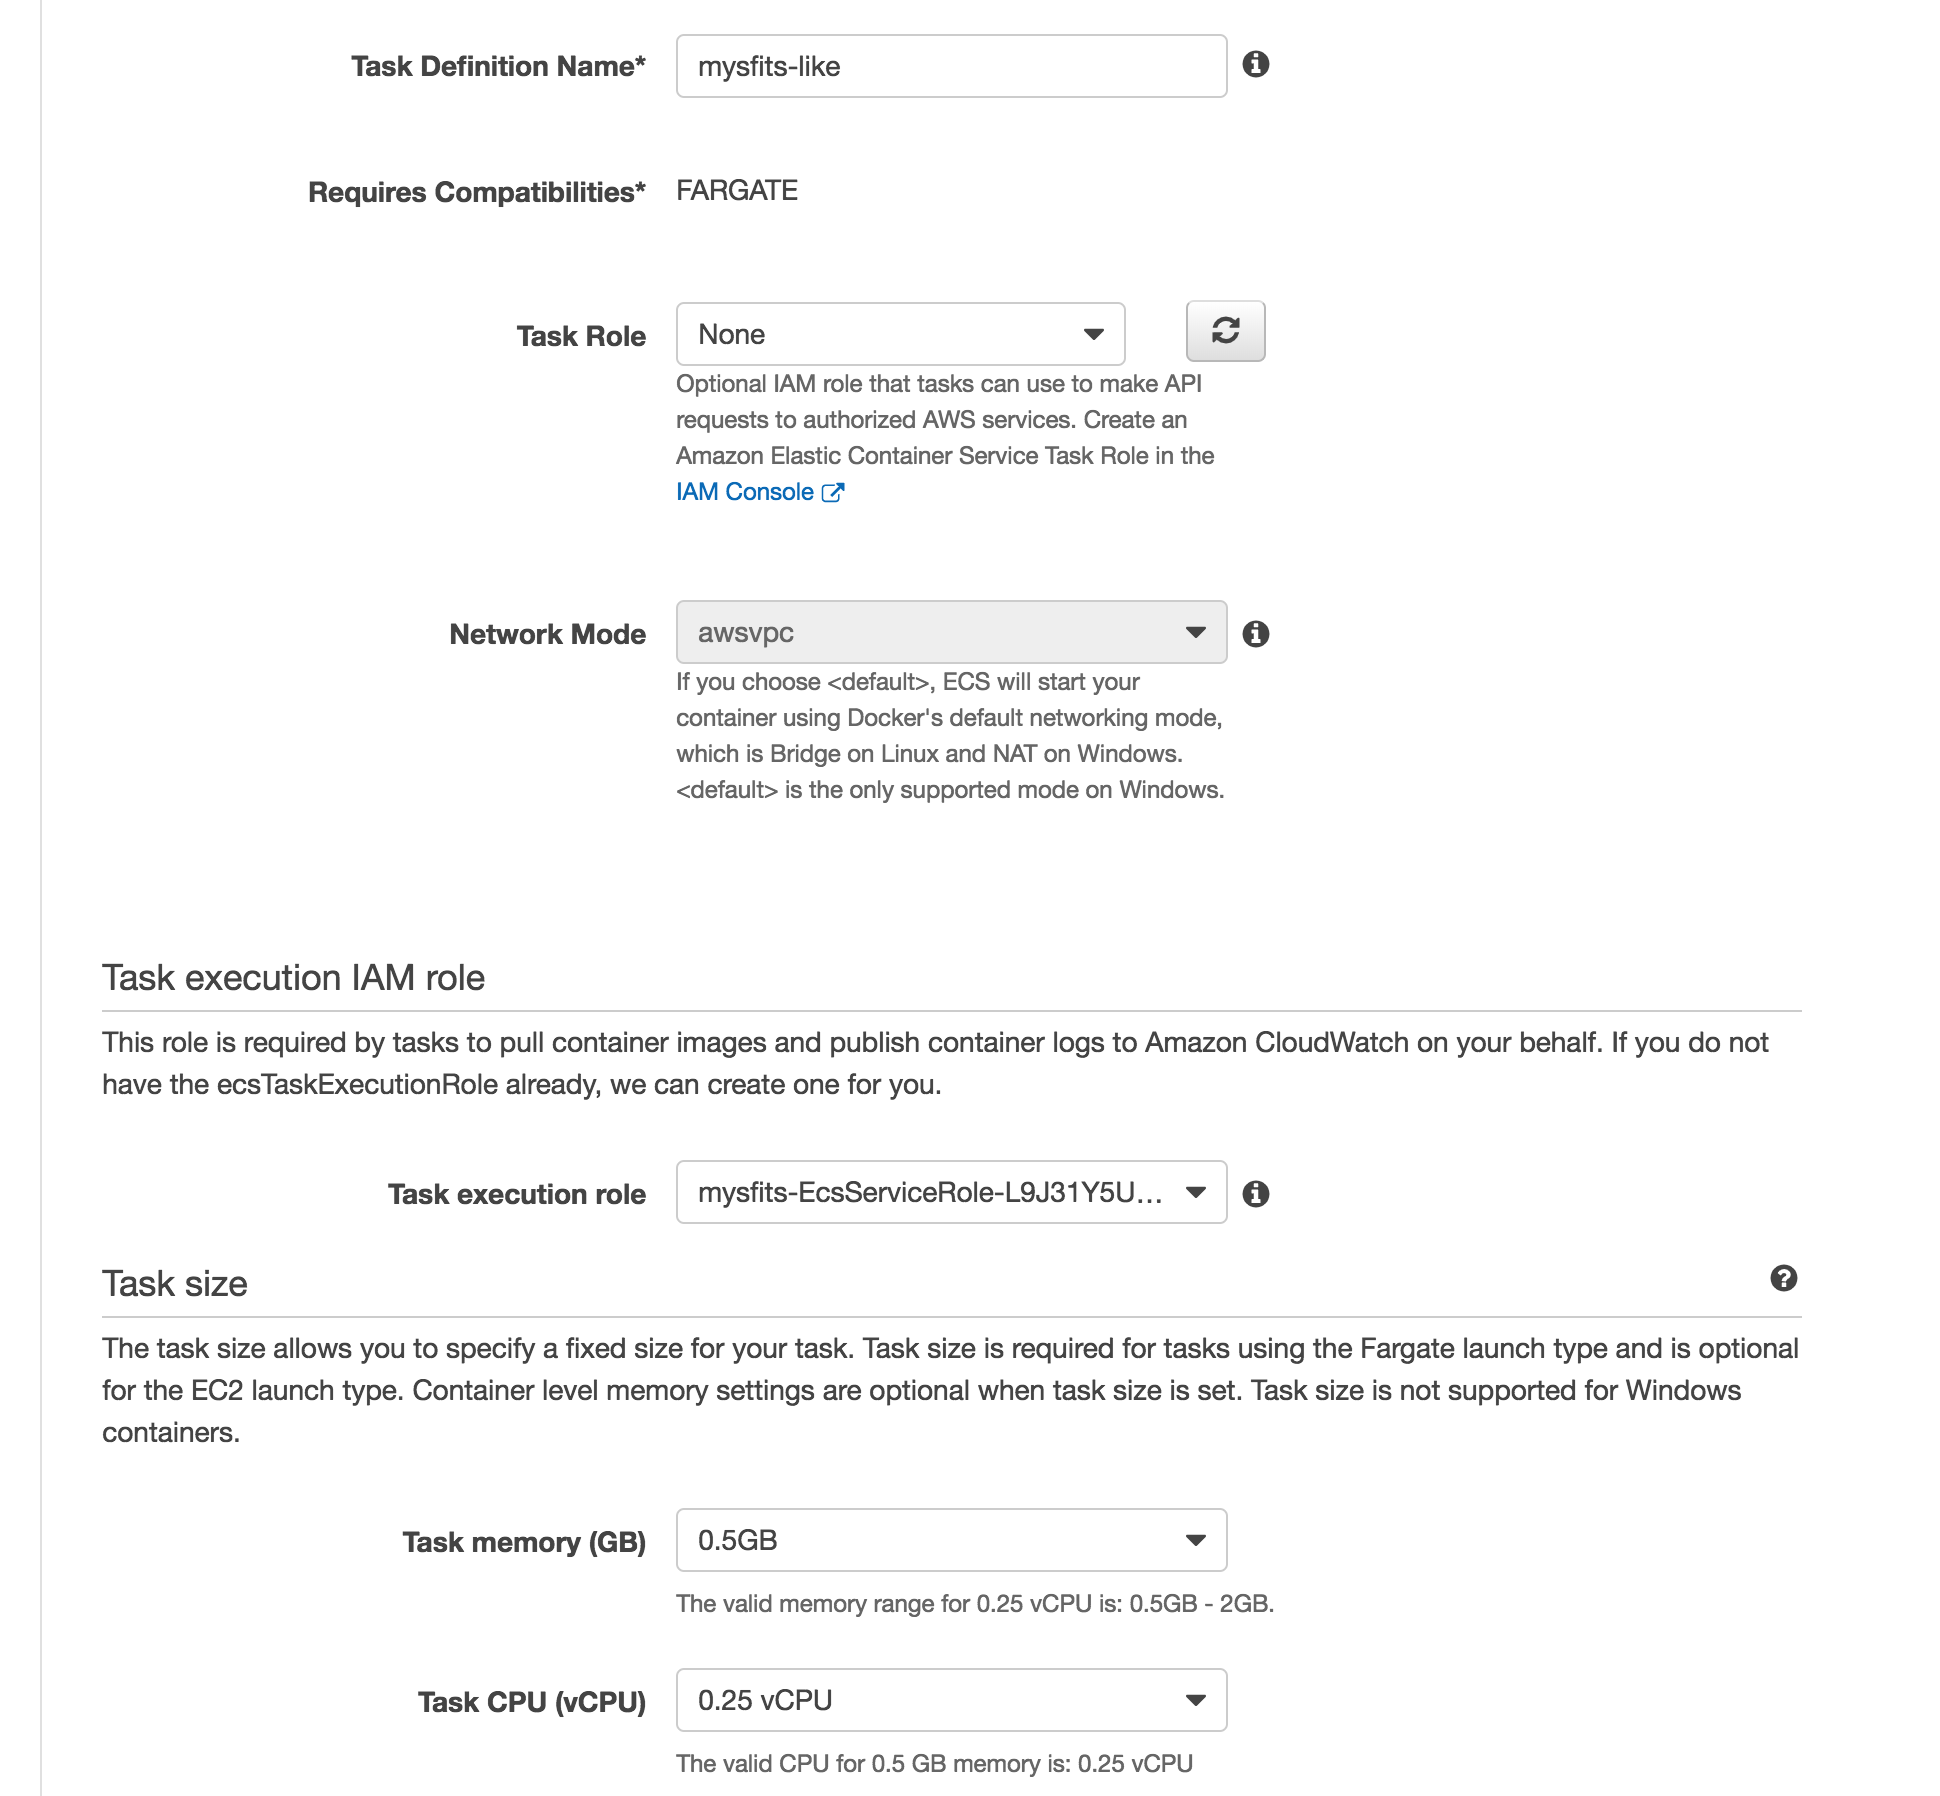 Task Definition Name* mysfits-like
Requires Compatibilities* FARGATE
Task Role None
Optional IAM role that tasks can use to make API
requests to authorized AWS services. Create an
Amazon Elastic Container Service Task Role in the
IAM Console
Network Mode awsvpc
If you choose <default>, ECS will start your
container using Docker's default networking mode,
which is Bridge on Linux and NAT on Windows.
<default> is the only supported mode on Windows.
Task execution IAM role
This role is required by tasks to pull container images and publish container logs to Amazon CloudWatch on your behalf. If you do not
have the ecsTaskExecutionRole already, we can create one for you.
Task execution role mysfits-EcsServiceRole-L9J31Y5U...
Task size
The task size allows you to specify a fixed size for your task. Task size is required for tasks using the Fargate launch type and is optional
for the EC2 launch type. Container level memory settings are optional when task size is set. Task size is not supported for Windows
containers.
Task memory (GB) 0.5GB
The valid memory range for 0.25 vCPU is: 0.5GB - 2GB.
Task CPU (vCPU) 0.25 vCPU
The valid CPU for 0.5 GB memory is: 0.25 vCPU